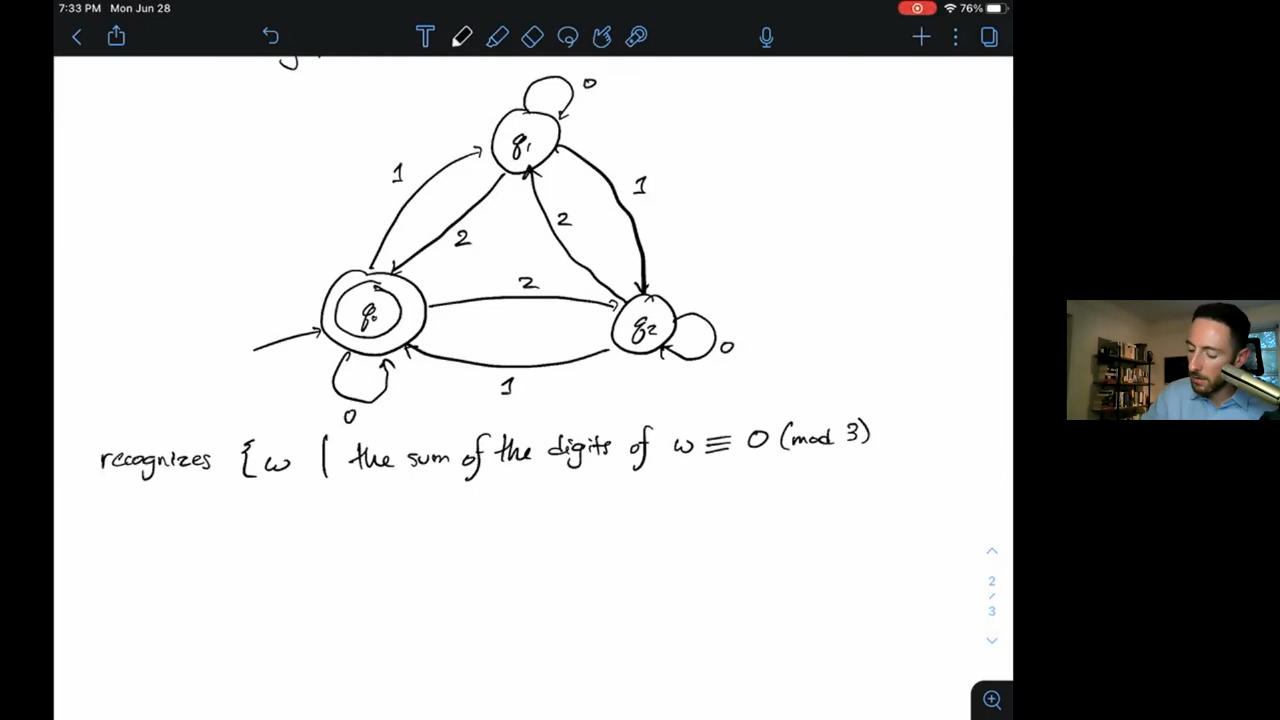 7:33 PM Mon Jun 28
76%
T
0
q₁
1
1
2
2
2
q₀
q₂
0
1
0
recognizes { w | the sum of the digits of w ≡ 0 (mod 3)
2
/
3